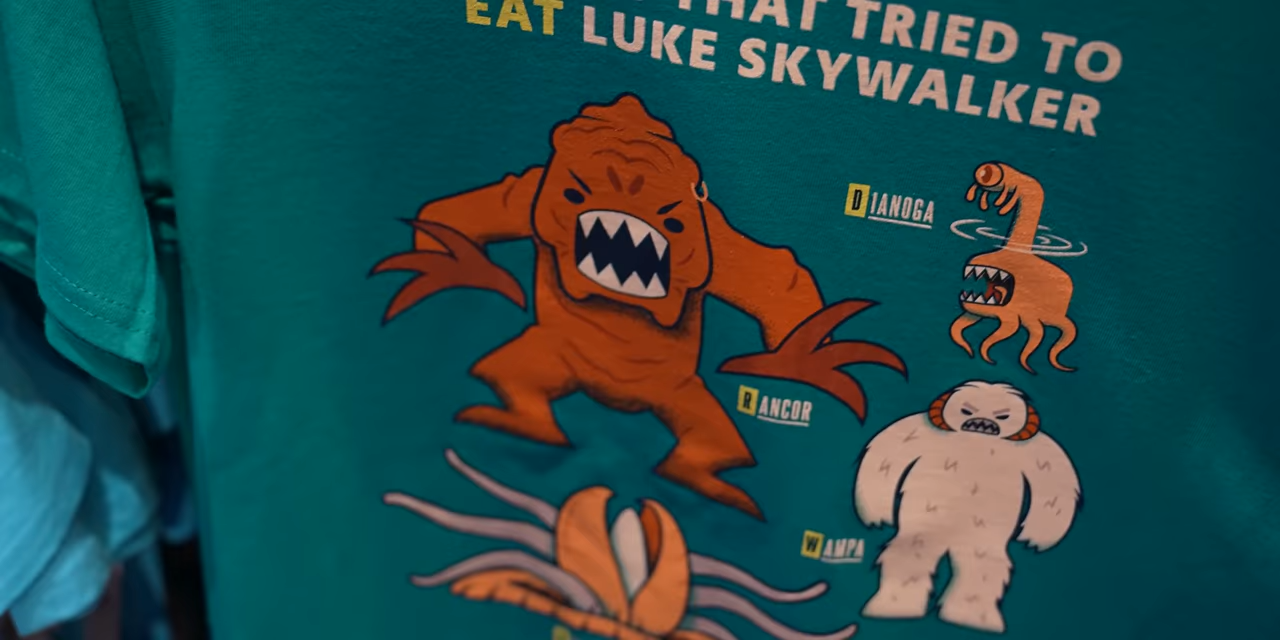 THAT TRIED TO
EAT LUKE SKYWALKER
DIANOGA
RANCOR
WAMPA